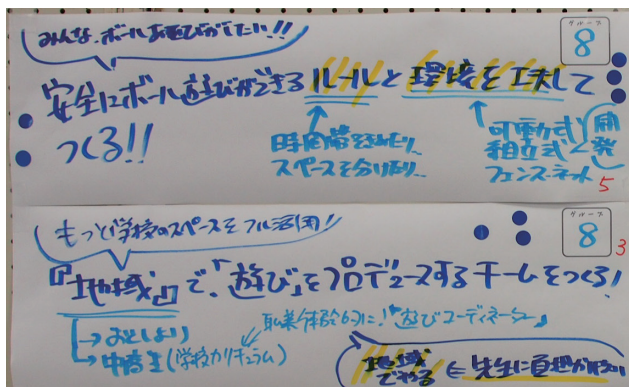 みんな、ボール遊びがしたい!!
グループ
8
安全にボール遊びができるルールと環境を工夫して
つくる!!
時間帯を決めたり…
スペースを分けたり…
可動式
組立式
開発
フェンス・ネット
5
もっと学校のスペースをフル活用!
グループ
8
3
『地域』で、「遊び」をプロデュースするチームをつくる!
→おとしより
→中高生(学校カリキュラム)
職業体験の1つに!「遊びコーディネーター」
地域
でやる
⇐先生に負担かけない